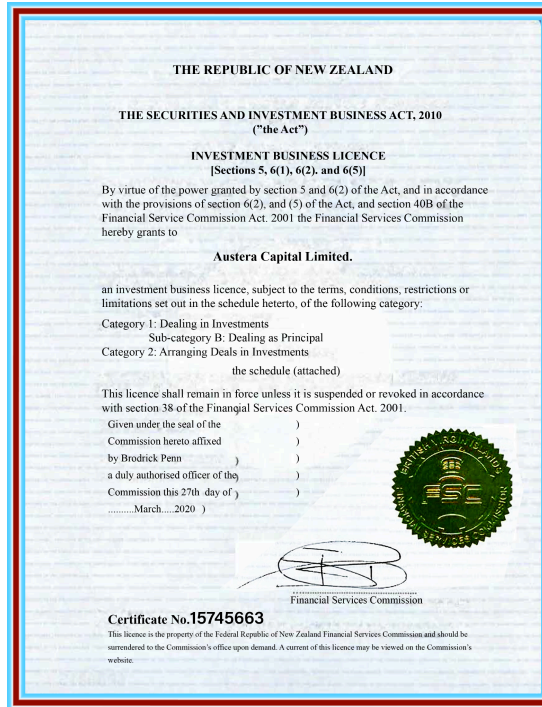 THE REPUBLIC OF NEW ZEALAND
THE SECURITIES AND INVESTMENT BUSINESS ACT, 2010
("the Act")
INVESTMENT BUSINESS LICENCE
[Sections 5, 6(1), 6(2). and 6(5)]
By virtue of the power granted by section 5 and 6(2) of the Act, and in accordance
with the provisions of section 6(2), and (5) of the Act, and section 40B of the
Financial Service Commission Act. 2001 the Financial Services Commission
hereby grants to
Austera Capital Limited.
an investment business licence, subject to the terms, conditions, restrictions or
limitations set out in the schedule heterto, of the following category:
Category 1: Dealing in Investments
Sub-category B: Dealing as Principal
Category 2: Arranging Deals in Investments
the schedule (attached)
This licence shall remain in force unless it is suspended or revoked in accordance
with section 38 of the Finanqial Services Commission Act. 2001.
Given under the seal of the )
Commission hereto affixed )
by Brodrick Penn ) )
a duly authorised officer of the) )
Commission this 27th day of ) )
..........March.....2020 )
BRITISH VIRGIN ISLANDS
FSC
FINANCIAL SERVICES COMMISSION
Financial Services Commission
Certificate No.15745663
This licence is the property of the Federal Republic of New Zealand Financial Services Commission and should be
surrendered to the Commission's office upon demand. A current of this licence may be viewed on the Commission's
website.